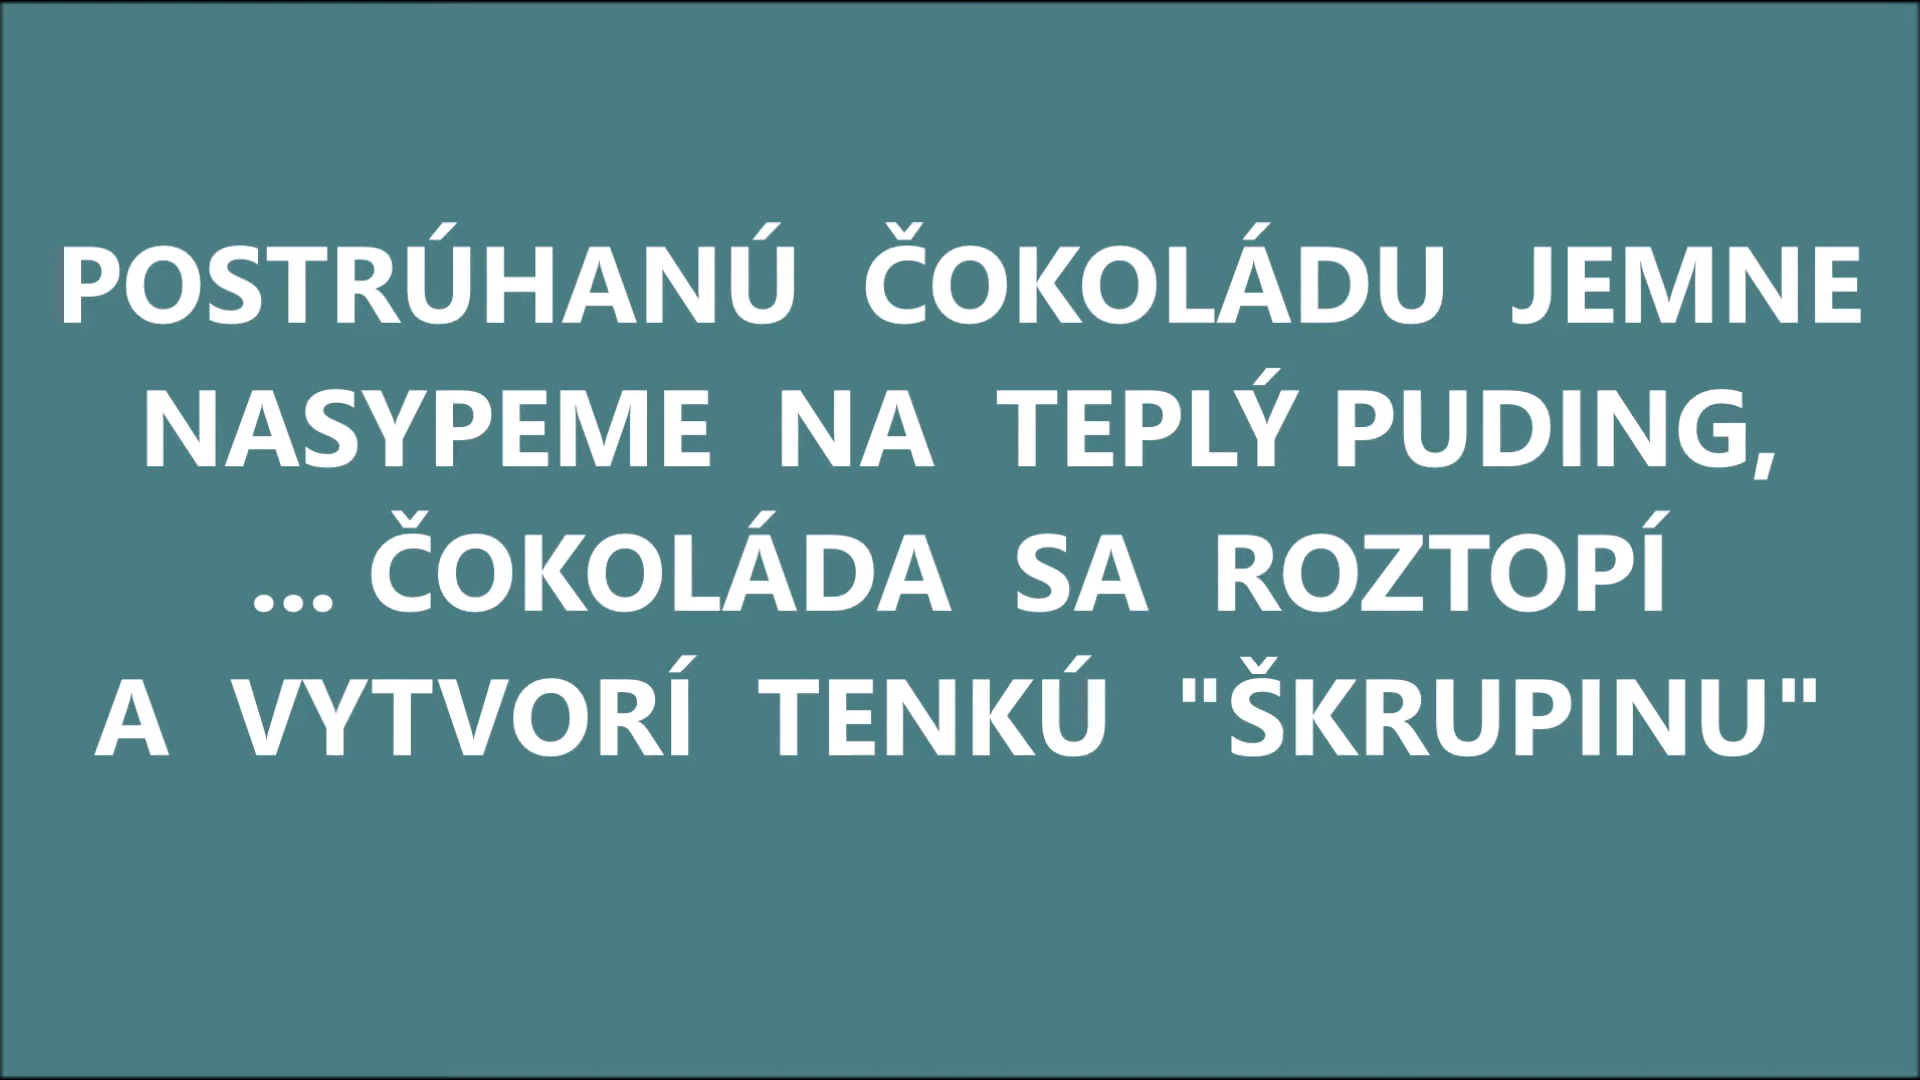 POSTRÚHANÚ ČOKOLÁDU JEMNE
NASYPEME NA TEPLÝ PUDING,
... ČOKOLÁDA SA ROZTOPÍ
A VYTVORÍ TENKÚ "ŠKRUPINU"